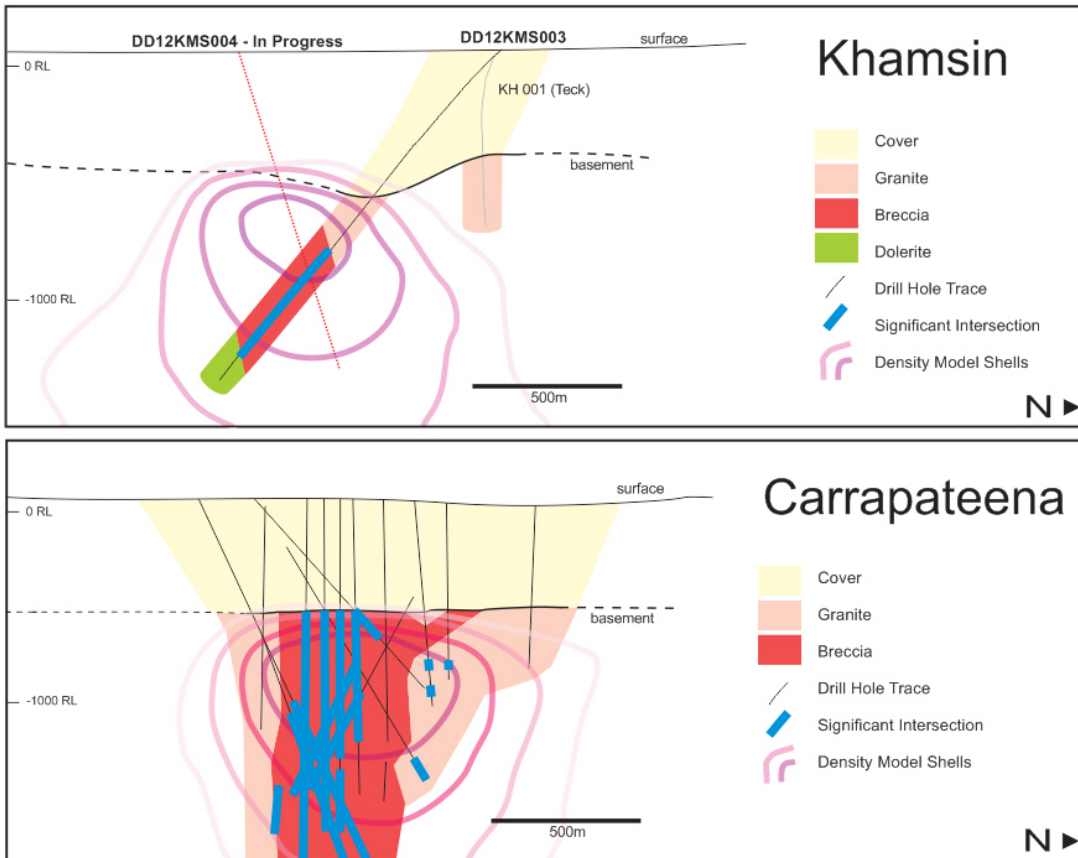 DD12KMS004 - In Progress
DD12KMS003
surface
Khamsin
0 RL
KH 001 (Teck)
Cover
basement
Granite
Breccia
Dolerite
-1000 RL
Drill Hole Trace
Significant Intersection
Density Model Shells
500m
N
surface
Carrapateena
0 RL
Cover
basement
Granite
Breccia
-1000 RL
Drill Hole Trace
Significant Intersection
Density Model Shells
500m
N